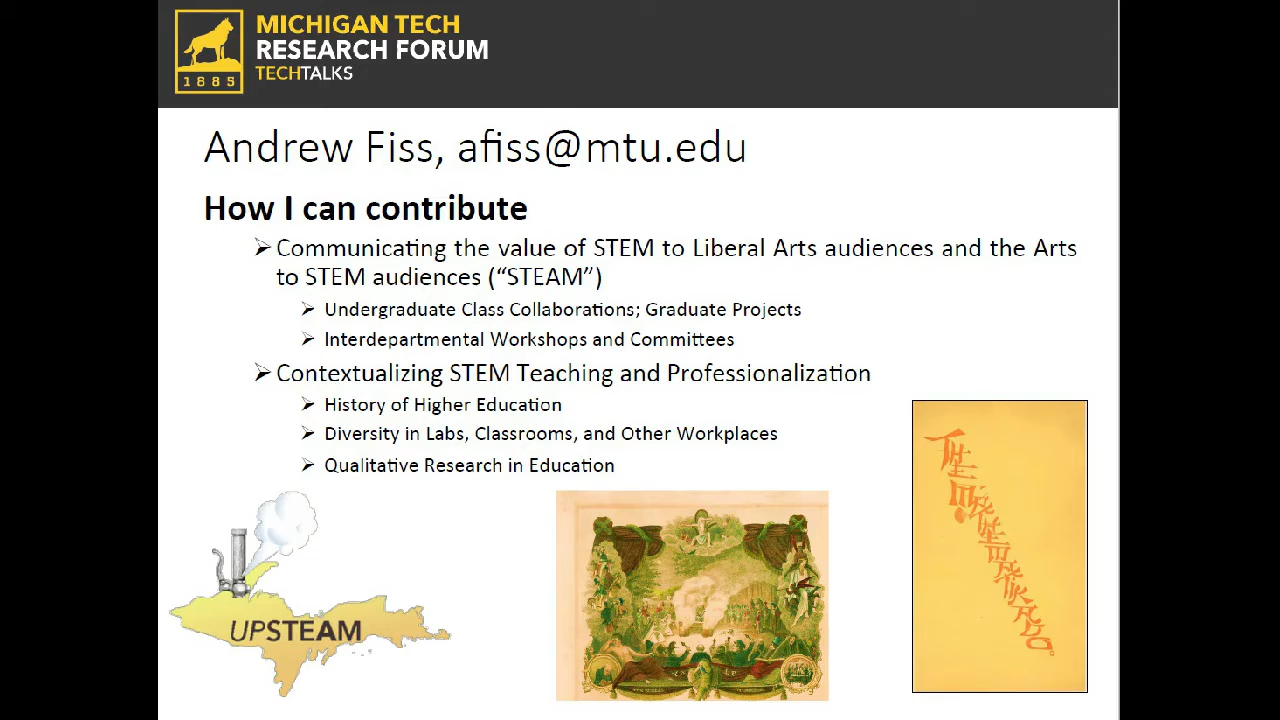 MICHIGAN TECH
RESEARCH FORUM
TECHTALKS
1885
Andrew Fiss, afiss@mtu.edu
How I can contribute
Communicating the value of STEM to Liberal Arts audiences and the Arts
to STEM audiences (“STEAM”)
Undergraduate Class Collaborations; Graduate Projects
Interdepartmental Workshops and Committees
Contextualizing STEM Teaching and Professionalization
History of Higher Education
Diversity in Labs, Classrooms, and Other Workplaces
Qualitative Research in Education
UPSTEAM
THE
MATHEMATIKADO.